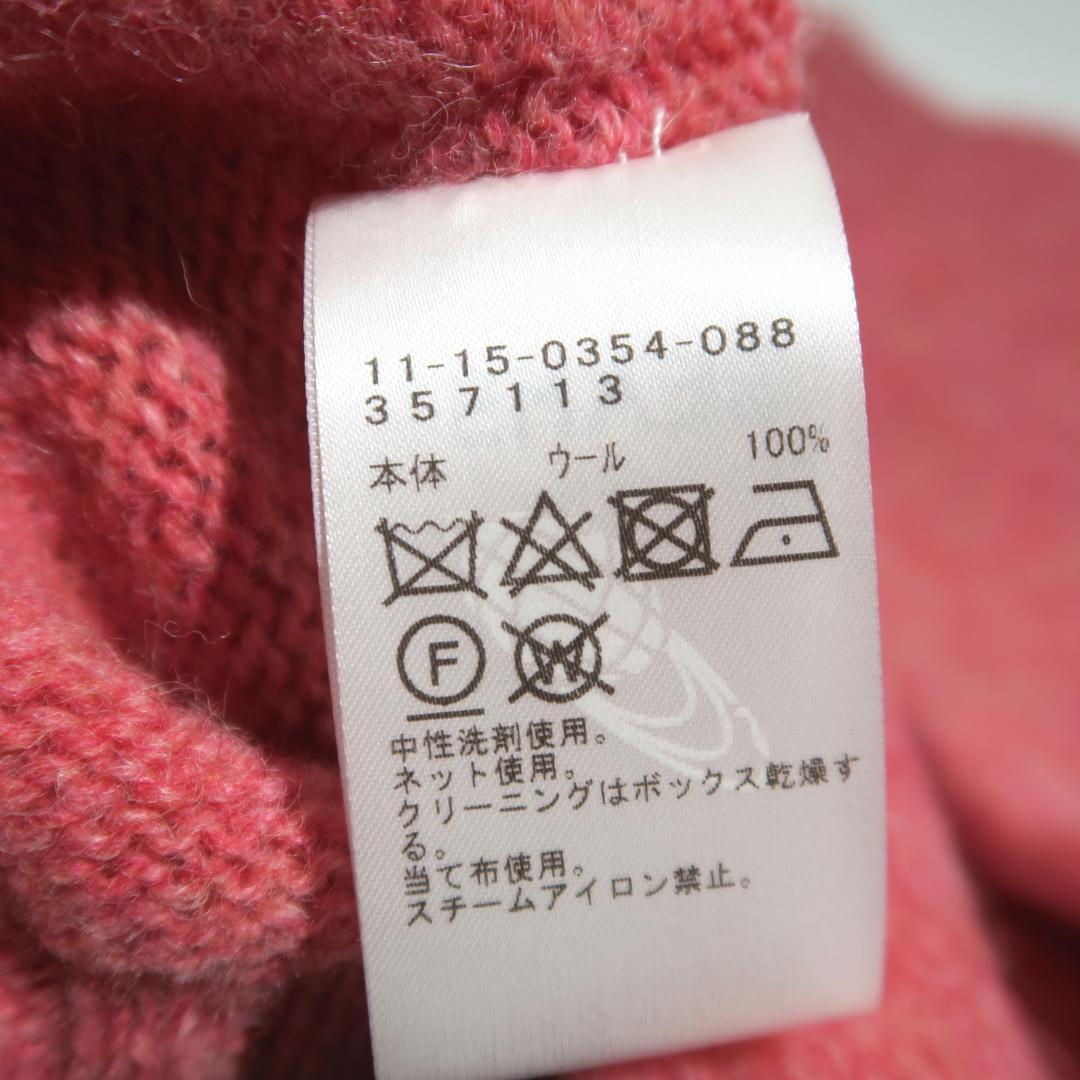 11-15-0354-088
357113
本体 ウール 100%
F W
中性洗剤使用。
ネット使用。
クリーニングはボックス乾燥す
る。
当て布使用。
スチームアイロン禁止。